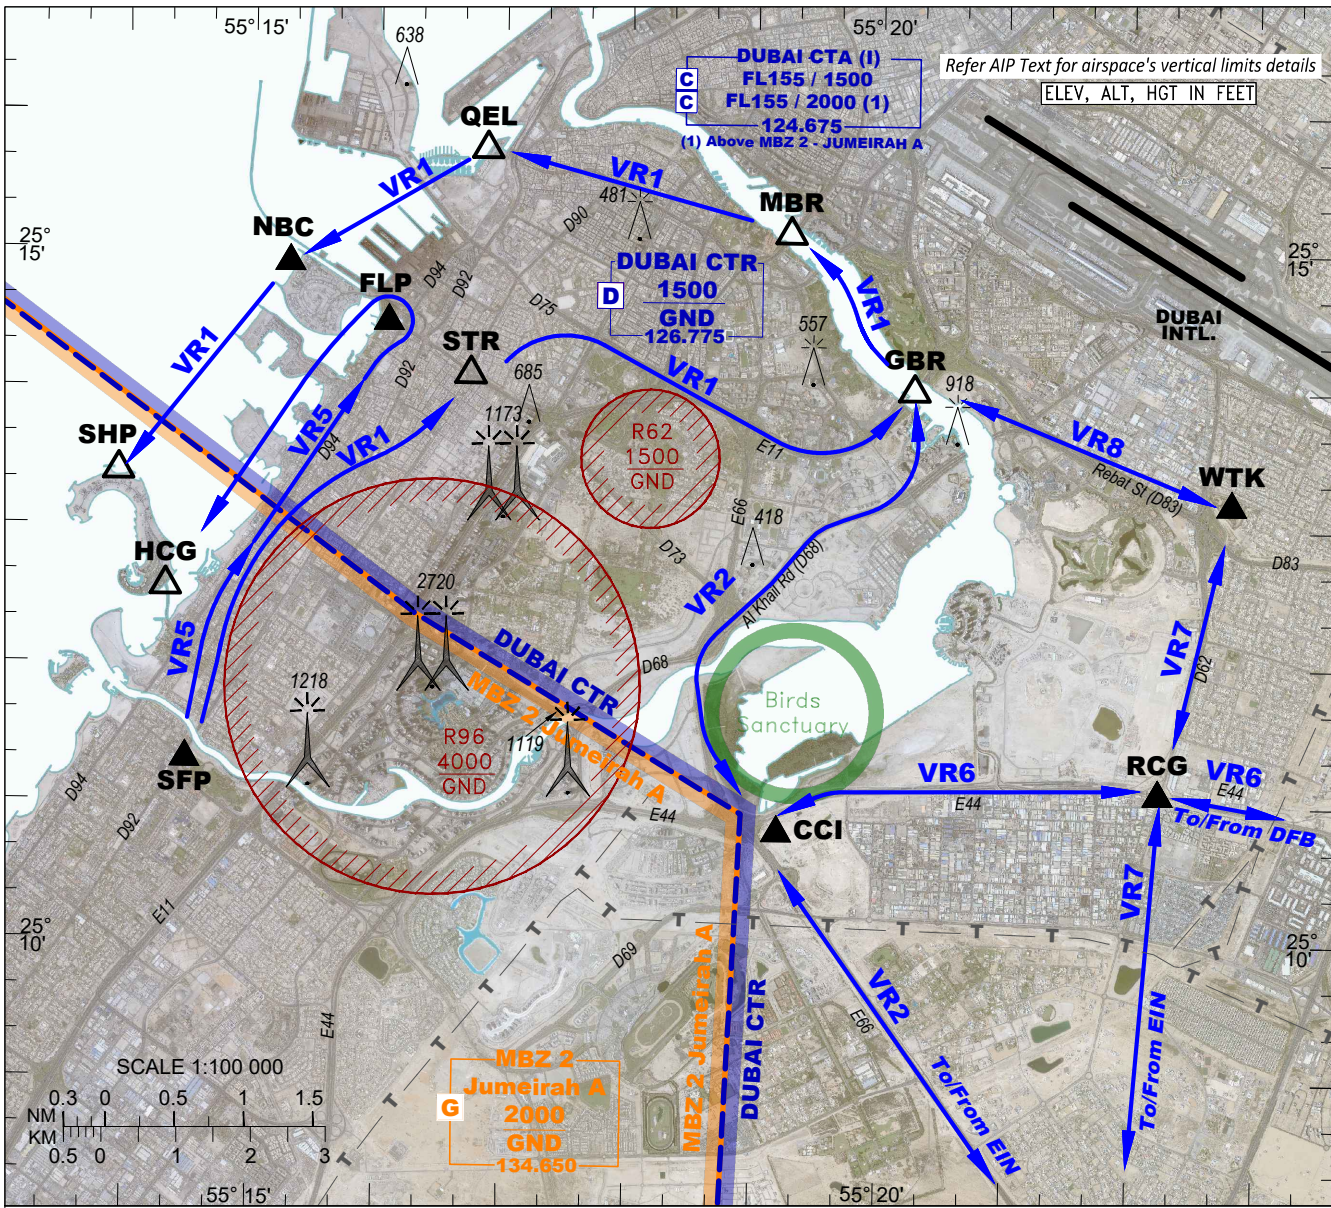 55° 15'
55° 20'
638
DUBAI CTA (I)
C FL155 / 1500
C FL155 / 2000 (1)
124.675
(1) Above MBZ 2 - JUMEIRAH A
Refer AIP Text for airspace's vertical limits details
ELEV, ALT, HGT IN FEET
QEL
VR1
VR1
481
D90
MBR
NBC
25°
15'
25°
15'
FLP
D94
D92
D75
DUBAI CTR
D 1500
GND
126.775
VR1
DUBAI
INTL.
VR1
STR
D92
685
VR1
557
GBR
918
1173
R62
1500
GND
E11
VR8
Rebat St (D83)
WTK
SHP
VR5
D94
VR1
E66
418
D73
HCG
D83
2720
VR2
Al Khail Rd (D68)
VR5
DUBAI CTR
MBZ 2 Jumeirah A
D68
VR7
D62
1218
Birds
Sanctuary
R96
4000
GND
1119
SFP
D94
D92
E44
VR6
E44
RCG
VR6
E44
To/From DFB
CCI
VR7
E11
T T T T T T T T T T T T T T T
25°
10'
25°
10'
D69
MBZ 2 Jumeirah A
DUBAI CTR
VR2
E66
E44
To/From EIN
To/From EIN
SCALE 1:100 000
0.3 0 0.5 1 1.5
NM
KM
0.5 0 1 2 3
MBZ 2
Jumeirah A
G 2000
GND
134.650
55° 15'
55° 20'